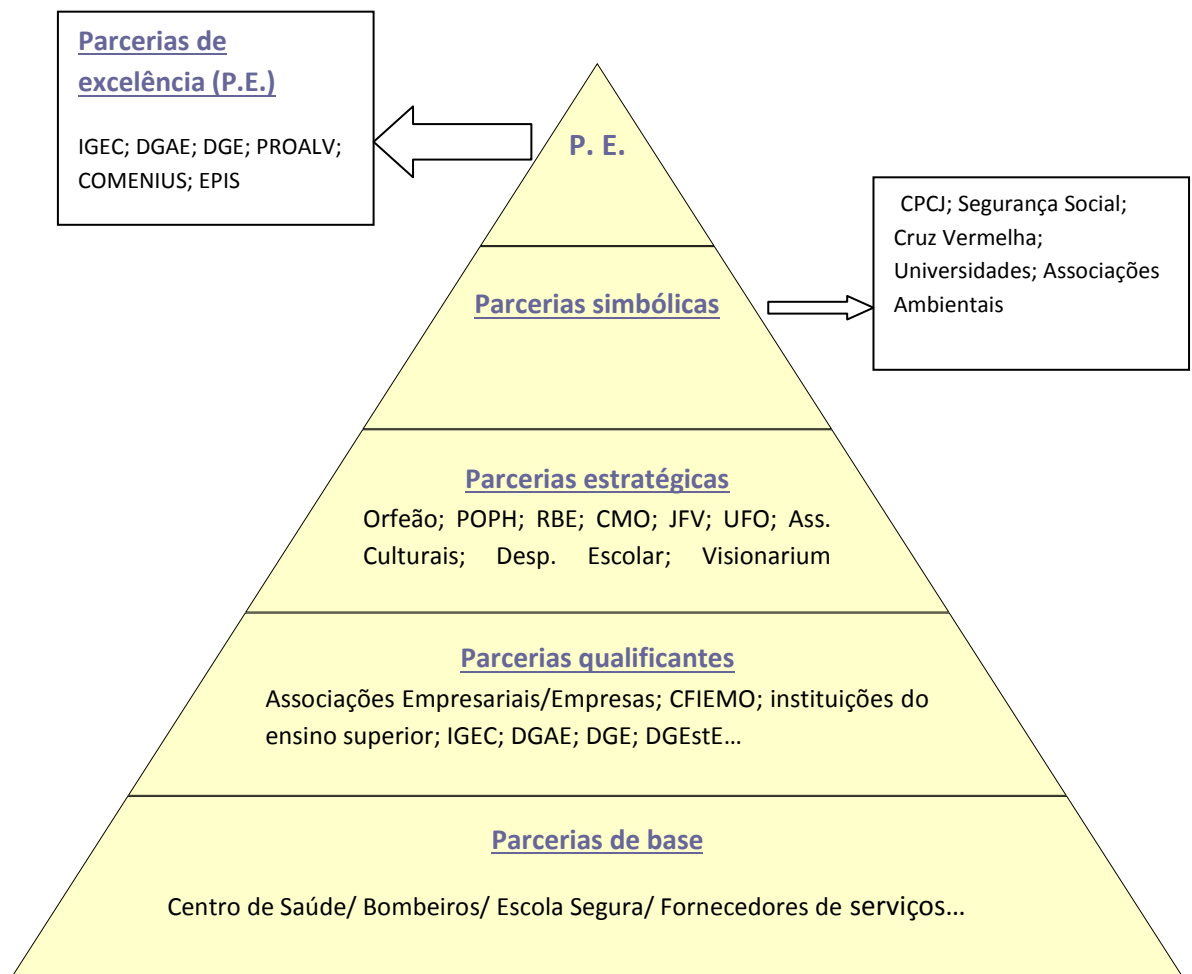 Parcerias de
excelência (P.E.)
IGEC; DGAE; DGE; PROALV;
COMENIUS; EPIS
P. E.
CPCJ; Segurança Social;
Cruz Vermelha;
Universidades; Associações
Ambientais
Parcerias simbólicas
Parcerias estratégicas
Orfeão; POPH; RBE; CMO; JFV; UFO; Ass.
Culturais; Desp. Escolar; Visionarium
Parcerias qualificantes
Associações Empresariais/Empresas; CFIEMO; instituições do
ensino superior; IGEC; DGAE; DGE; DGEstE…
Parcerias de base
Centro de Saúde/ Bombeiros/ Escola Segura/ Fornecedores de serviços…